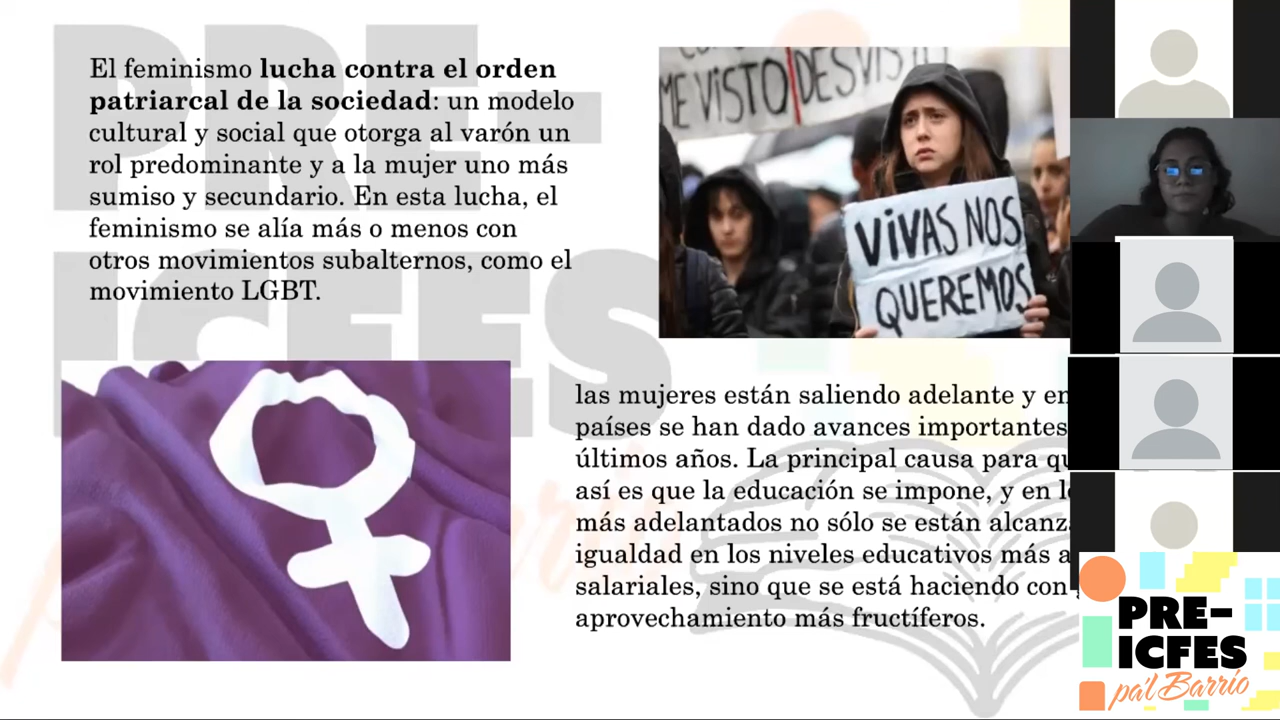 El feminismo lucha contra el orden
patriarcal de la sociedad: un modelo
cultural y social que otorga al varón un
rol predominante y a la mujer uno más
sumiso y secundario. En esta lucha, el
feminismo se alía más o menos con
otros movimientos subalternos, como el
movimiento LGBT.
ME VISTO DESVIST
VIVAS NOS
QUEREMOS
las mujeres están saliendo adelante y en
países se han dado avances importantes
últimos años. La principal causa para
así es que la educación se impone, y en
más adelantados no sólo se están
igualdad en los niveles educativos más
salariales, sino que se está haciendo con
aprovechamiento más fructíferos.
PRE-
ICFES
PRE-
ICFES
pa'l Barrio